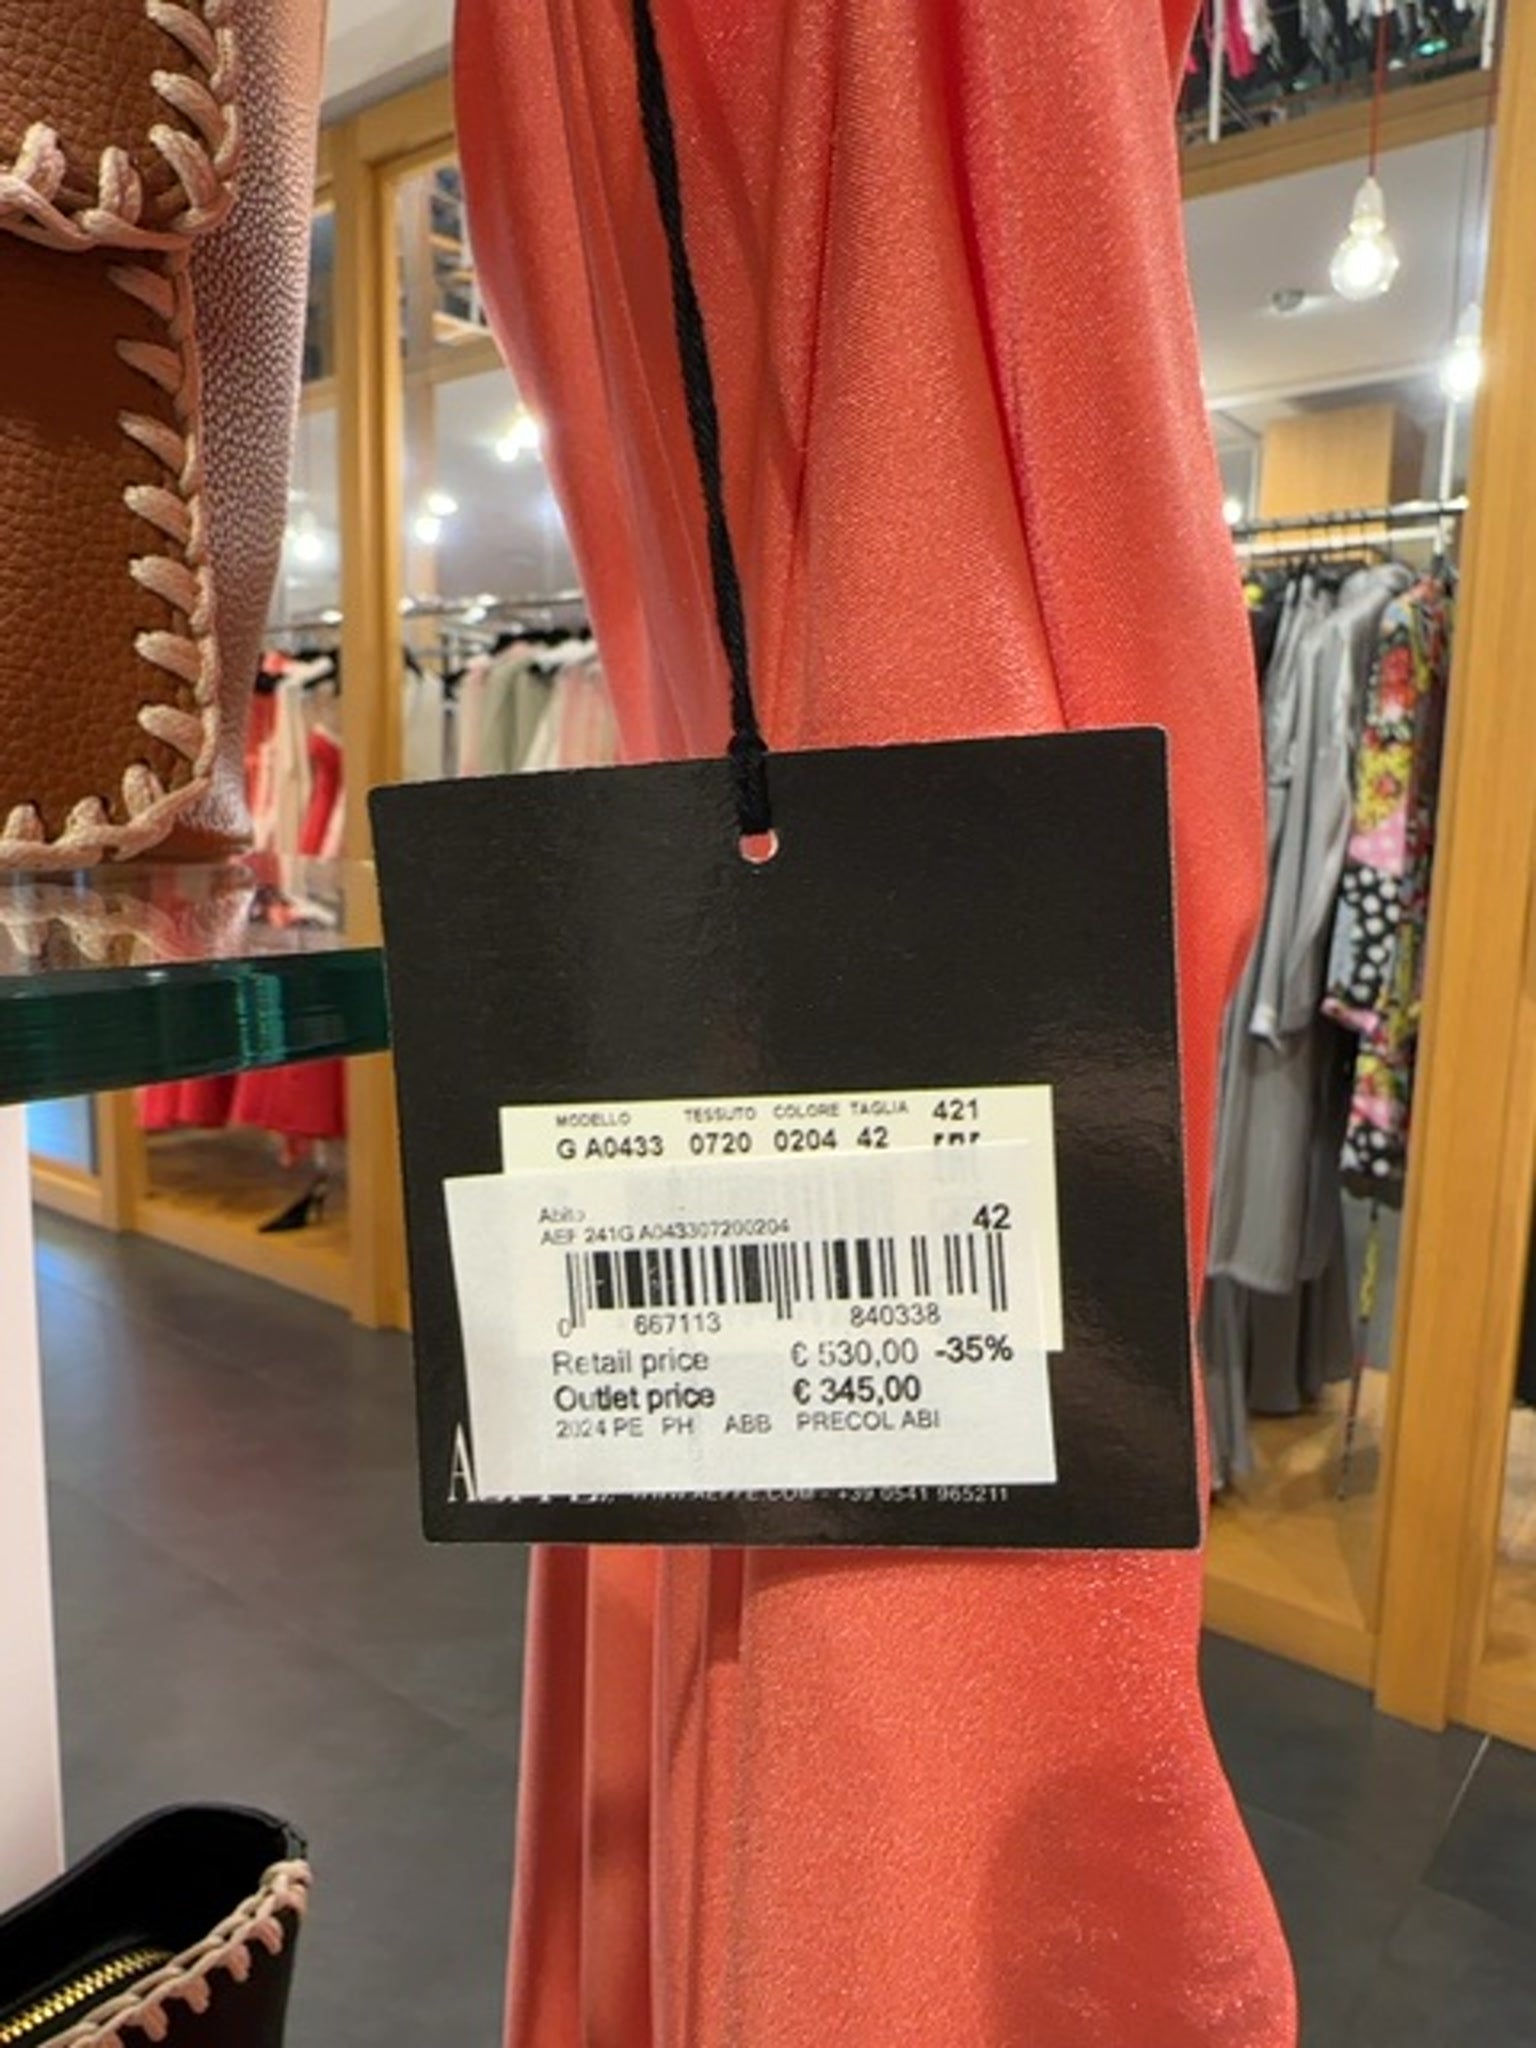 MODELLO TESSUTO COLORE TAGLIA 421
G A0433 0720 0204 42
Abito
AEF 241G A043307200204 42
0 667113 840338
Retail price € 530,00 -35%
Outlet price € 345,00
2024 PE PH ABB PRECOL ABI
WWW.AEFFE.COM - +39 0541 965211